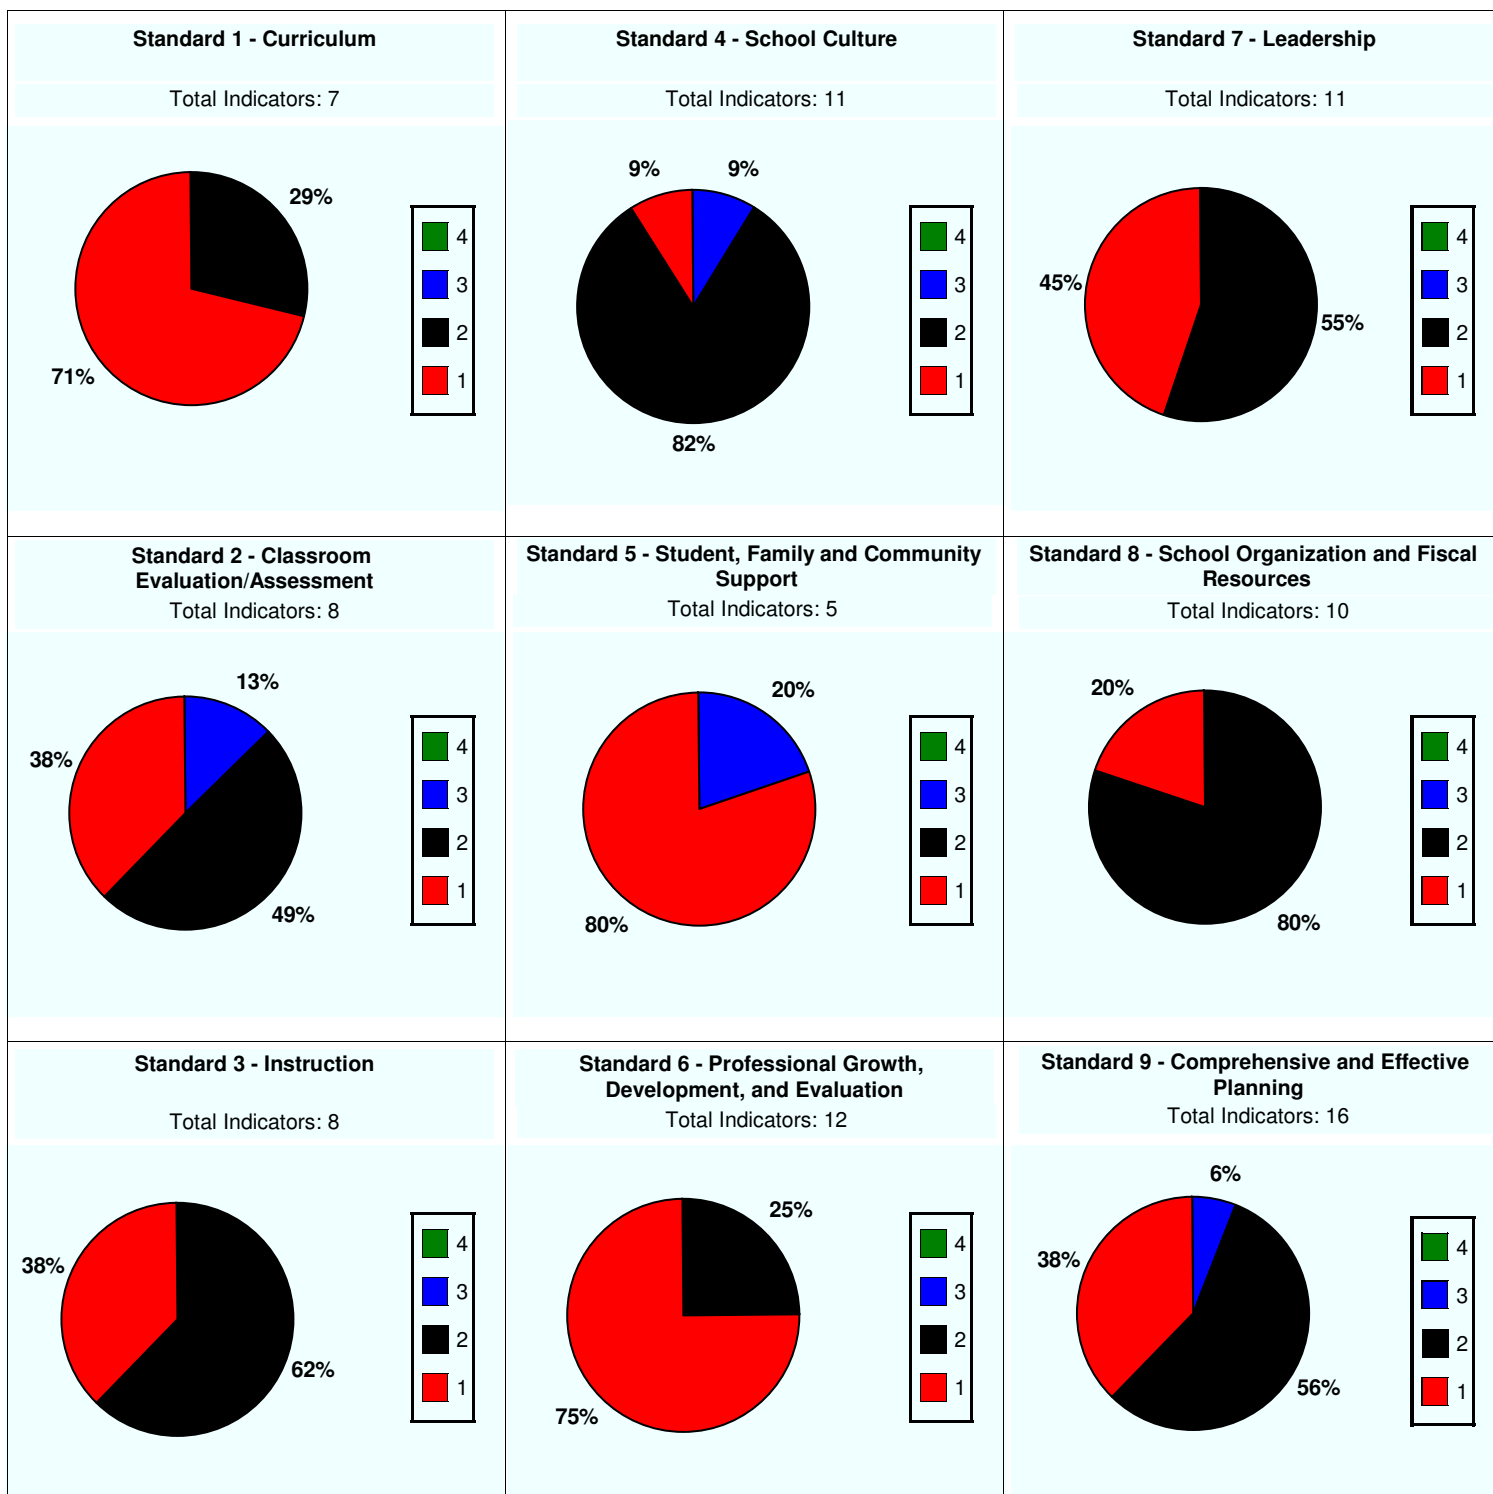 Standard 1 - Curriculum
Total Indicators: 7
29%
71%
4
3
2
1
Standard 4 - School Culture
Total Indicators: 11
9%
9%
82%
4
3
2
1
Standard 7 - Leadership
Total Indicators: 11
45%
55%
4
3
2
1
Standard 2 - Classroom
Evaluation/Assessment
Total Indicators: 8
13%
38%
49%
4
3
2
1
Standard 5 - Student, Family and Community
Support
Total Indicators: 5
20%
80%
4
3
2
1
Standard 8 - School Organization and Fiscal
Resources
Total Indicators: 10
20%
80%
4
3
2
1
Standard 3 - Instruction
Total Indicators: 8
38%
62%
4
3
2
1
Standard 6 - Professional Growth,
Development, and Evaluation
Total Indicators: 12
25%
75%
4
3
2
1
Standard 9 - Comprehensive and Effective
Planning
Total Indicators: 16
6%
38%
56%
4
3
2
1